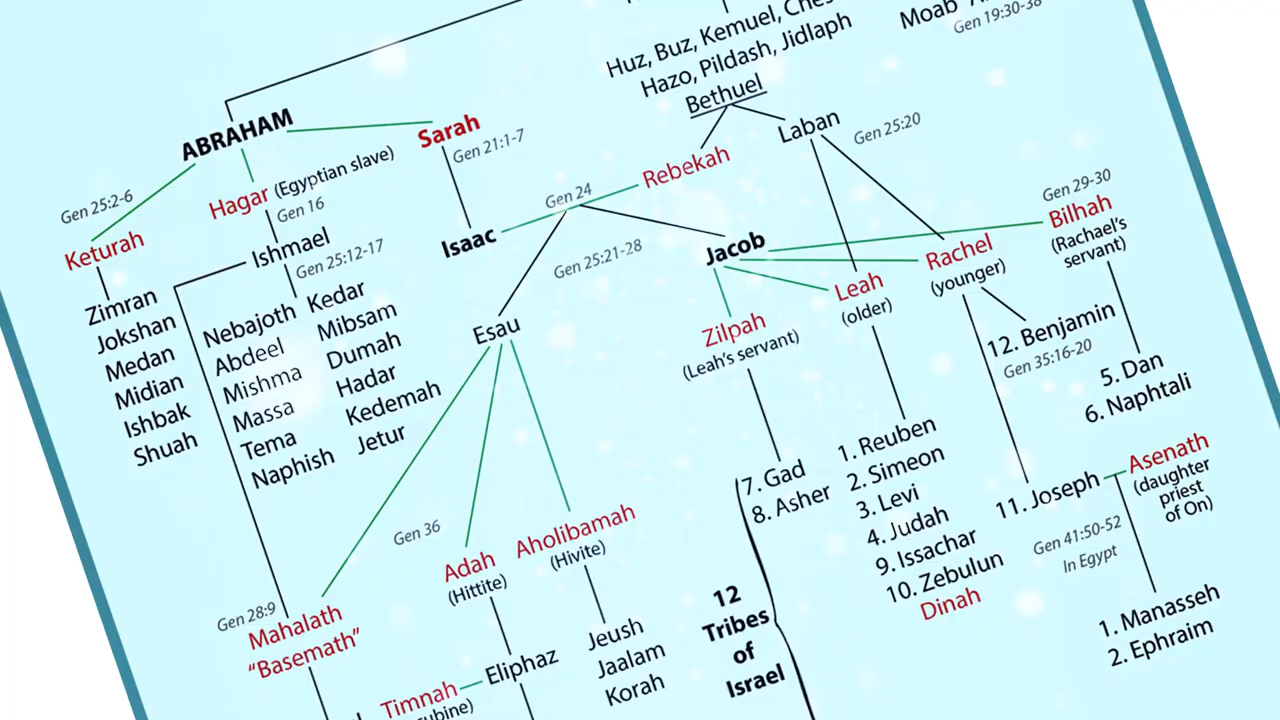 Huz, Buz, Kemuel,
Hazo, Pildash, Jidlaph
Bethuel
Moab
Gen 19:30-38
ABRAHAM
Sarah
Gen 21:1-7
Laban
Gen 25:20
Gen 25:2-6
Hagar (Egyptian slave)
Gen 16
Rebekah
Gen 24
Keturah
Ishmael
Gen 25:12-17
Isaac
Gen 25:21-28
Jacob
Rachel
(younger)
Gen 29-30
Bilhah
(Rachael's
servant)
Zimran
Jokshan
Medan
Midian
Ishbak
Shuah
Nebajoth
Abdeel
Mishma
Massa
Tema
Naphish
Kedar
Mibsam
Dumah
Hadar
Kedemah
Jetur
Esau
Zilpah
(Leah's servant)
Leah
(older)
12. Benjamin
Gen 35:16-20
5. Dan
6. Naphtali
7. Gad
8. Asher
1. Reuben
2. Simeon
3. Levi
4. Judah
9. Issachar
10. Zebulun
Dinah
11. Joseph
Asenath
(daughter
priest
of On)
Gen 41:50-52
In Egypt
1. Manasseh
2. Ephraim
12
Tribes
of
Israel
Gen 36
Adah
(Hittite)
Aholibamah
(Hivite)
Gen 28:9
Mahalath
"Basemath"
Eliphaz
Jeush
Jaalam
Korah
Timnah